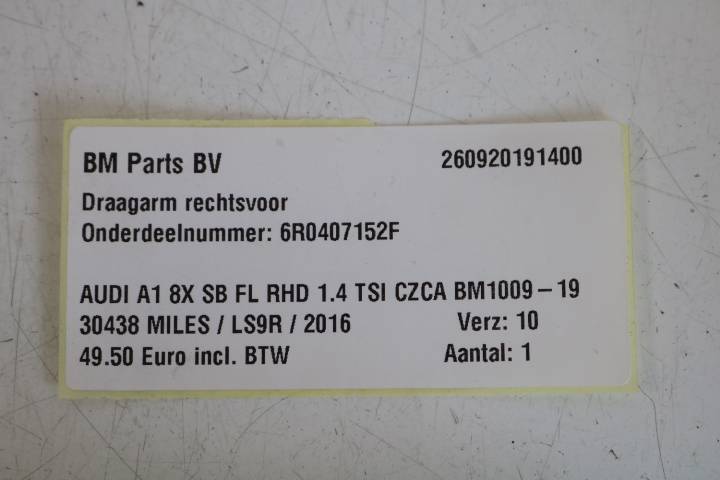 BM Parts BV 260920191400
Draagarm rechtsvoor
Onderdeelnummer: 6R0407152F
AUDI A1 8X SB FL RHD 1.4 TSI CZCA BM1009-19
30438 MILES / LS9R / 2016 Verz: 10
49.50 Euro incl. BTW Aantal: 1